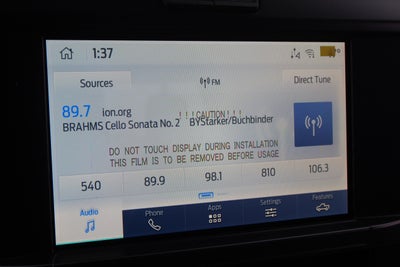 1:37
Sources
FM
Direct Tune
89.7 ion.org
!!!CAUTION!!!
BRAHMS Cello Sonata No. 2 BYStarker/Buchbinder
DO NOT TOUCH DISPLAY DURING INSTALLATION
THIS FILM IS TO BE REMOVED BEFORE USAGE
540 89.9 98.1 810 106.3
Audio Phone Apps Settings Features